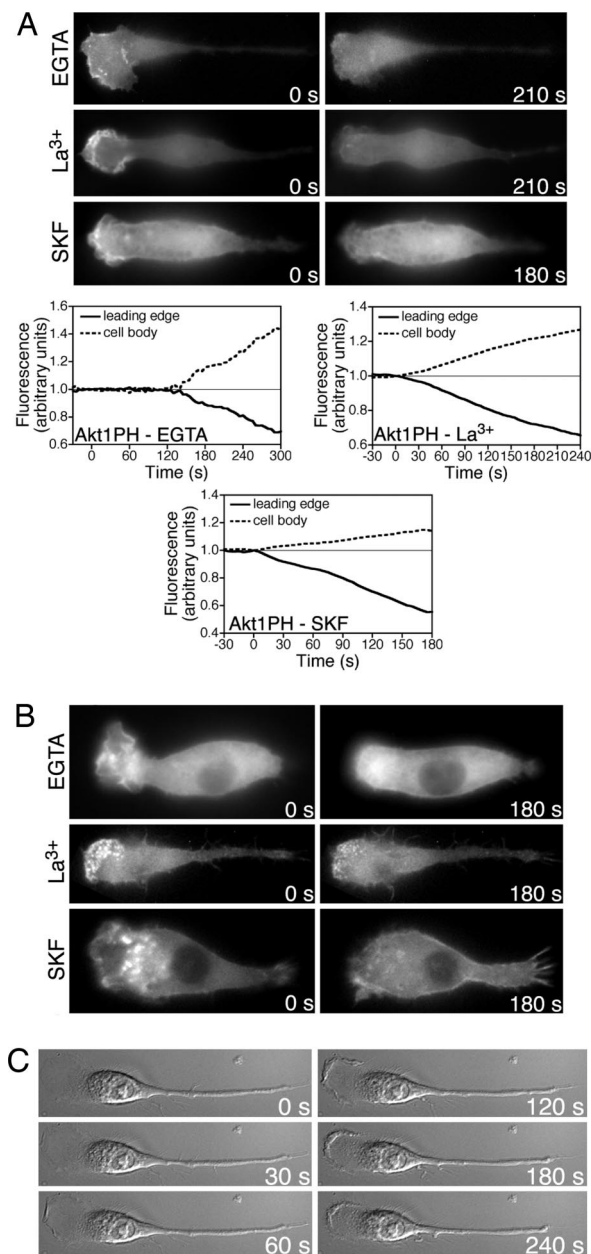 A
EGTA
0 s
210 s
La3+
0 s
210 s
SKF
0 s
180 s
Fluorescence
(arbitrary units)
1.6
1.4
1.2
1.0
0.8
0.6
leading edge
cell body
Akt1PH - EGTA
0 60 120 180 240 300
Time (s)
Fluorescence
(arbitrary units)
1.4
1.2
1.0
0.8
0.6
leading edge
cell body
Akt1PH - La3+
-30 0 30 60 90 120 150 180 210 240
Time (s)
Fluorescence
(arbitrary units)
1.4
1.2
1.0
0.8
0.6
0.4
leading edge
cell body
Akt1PH - SKF
-30 0 30 60 90 120 150 180
Time (s)
B
EGTA
0 s
180 s
La3+
0 s
180 s
SKF
0 s
180 s
C
0 s
120 s
30 s
180 s
60 s
240 s